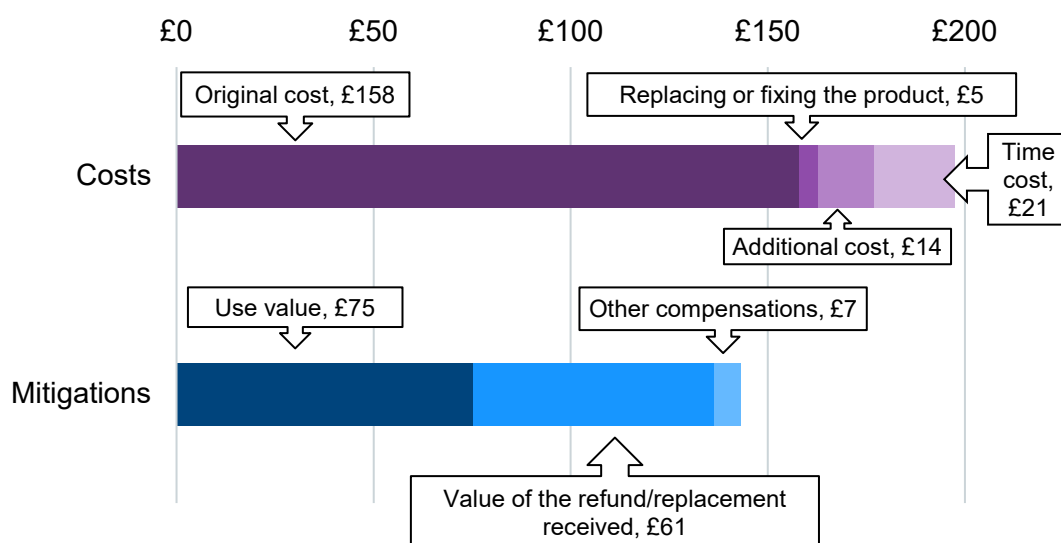 £0 £50 £100 £150 £200
Original cost, £158
Replacing or fixing the product, £5
Costs
Time
cost,
£21
Additional cost, £14
Use value, £75
Other compensations, £7
Mitigations
Value of the refund/replacement
received, £61